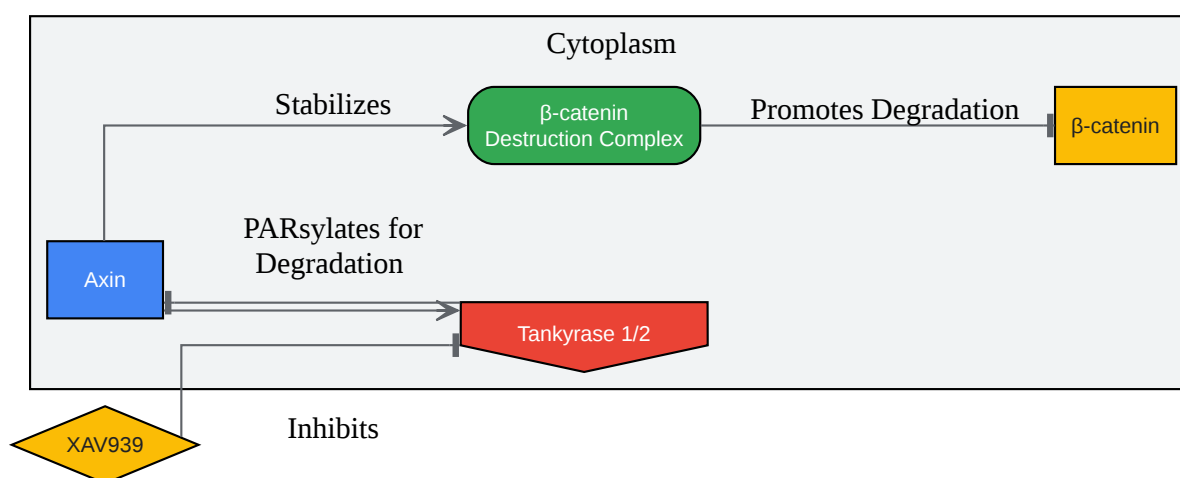 Cytoplasm
Stabilizes
β-catenin
Destruction Complex
Promotes Degradation
β-catenin
PARsylates for
Degradation
Axin
Tankyrase 1/2
XAV939
Inhibits